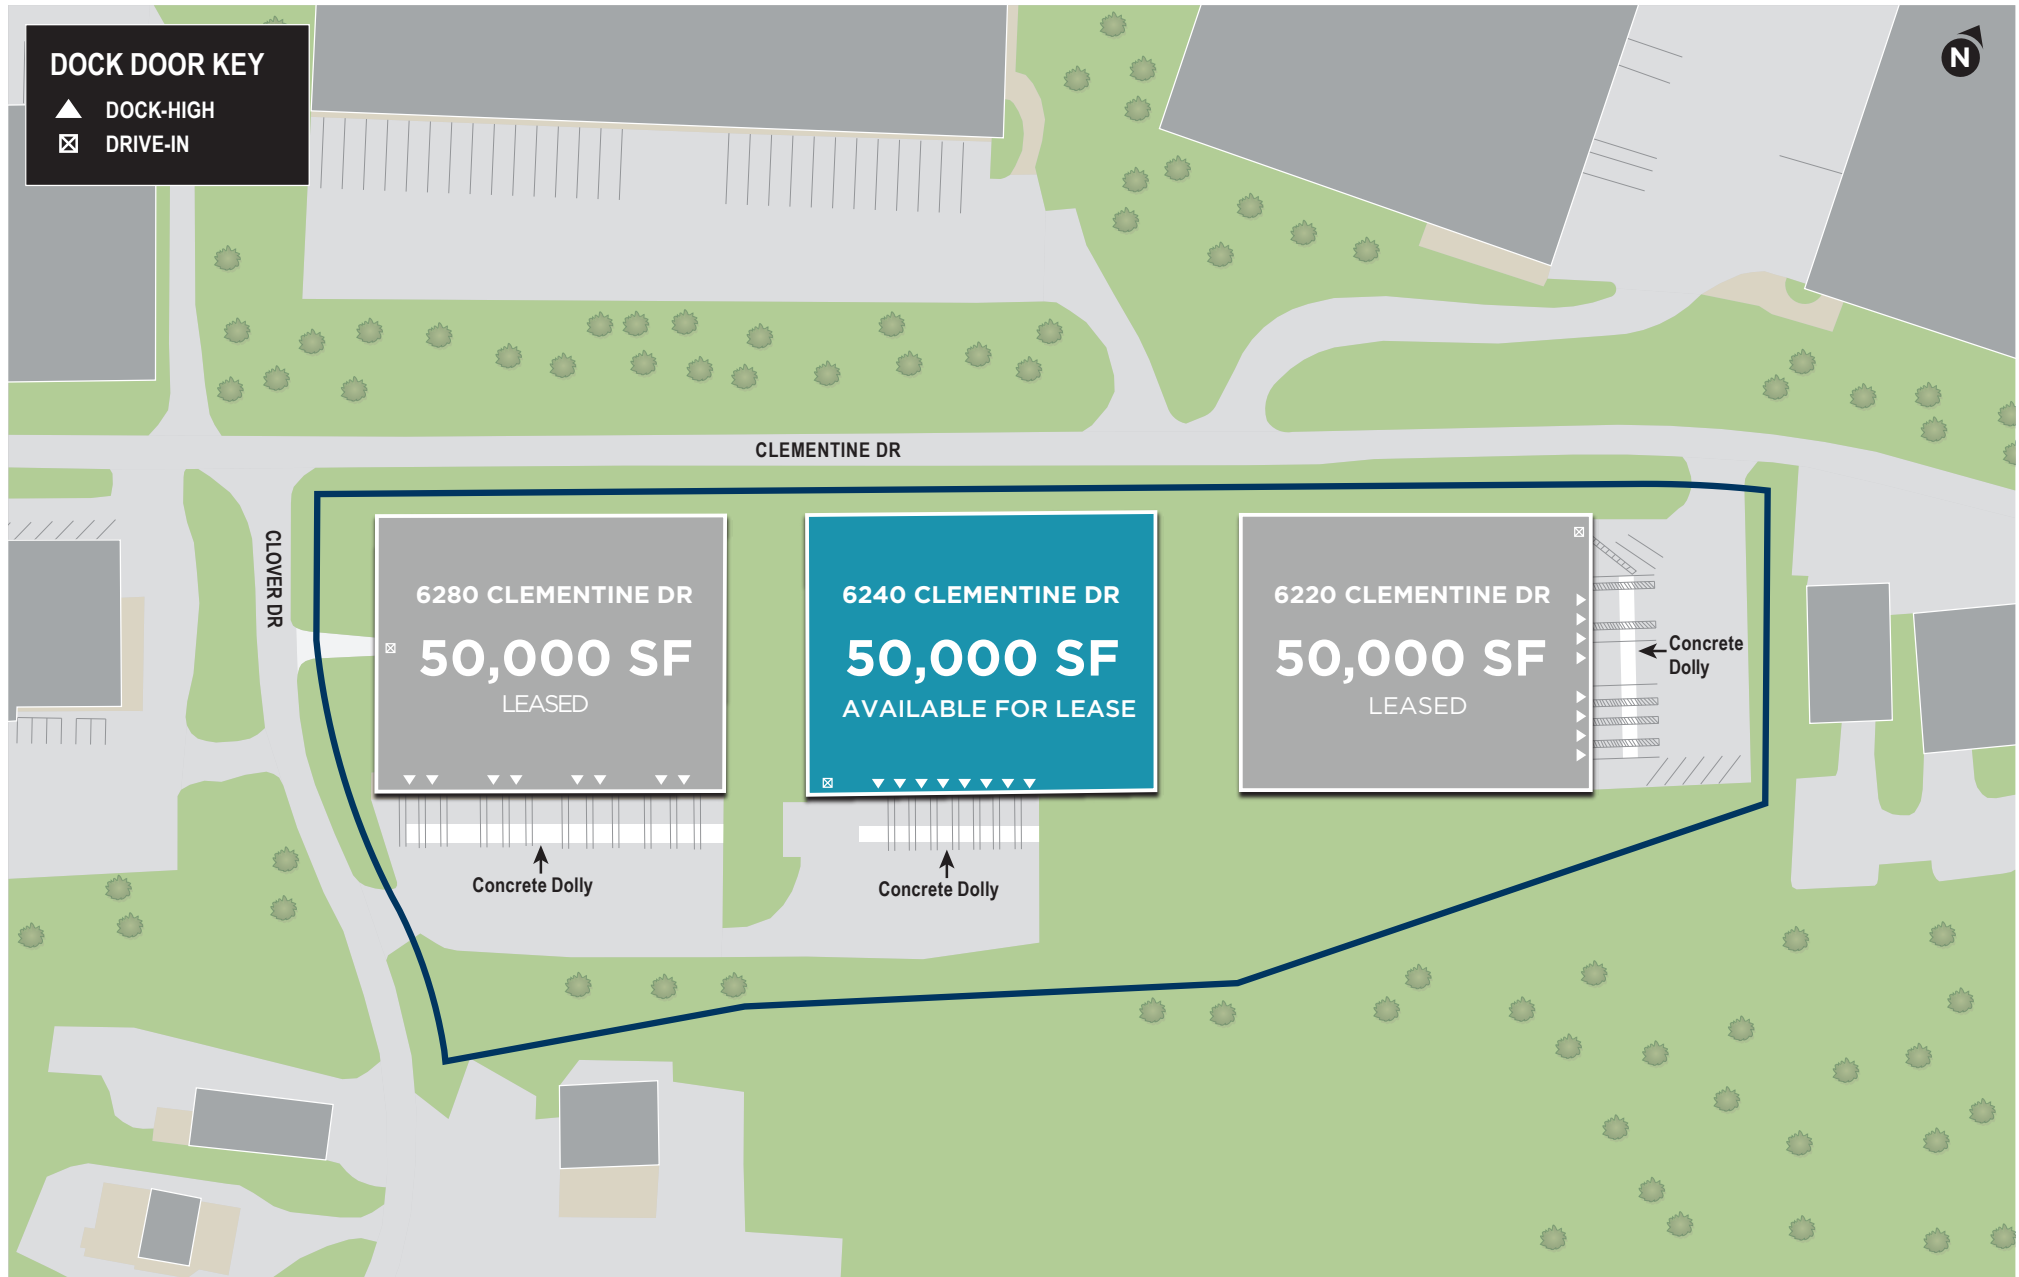 DOCK DOOR KEY
DOCK-HIGH
DRIVE-IN
N
CLEMENTINE DR
CLOVER DR
6280 CLEMENTINE DR
50,000 SF
LEASED
6240 CLEMENTINE DR
50,000 SF
AVAILABLE FOR LEASE
6220 CLEMENTINE DR
50,000 SF
LEASED
Concrete
Dolly
Concrete Dolly
Concrete Dolly